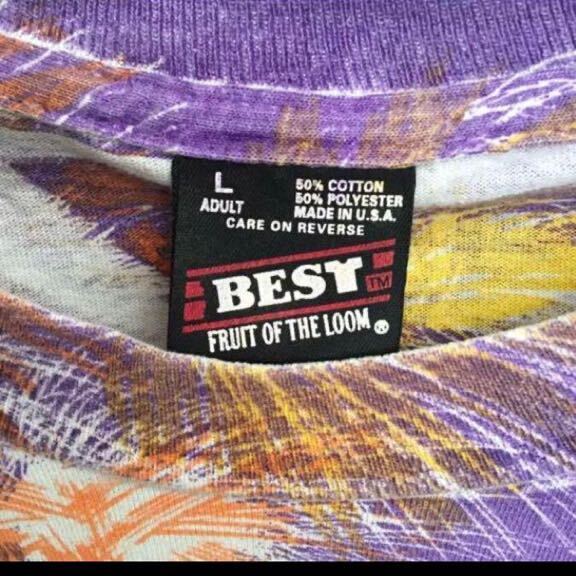 L
ADULT
50% COTTON
50% POLYESTER
MADE IN U.S.A.
CARE ON REVERSE
BEST TM
FRUIT OF THE LOOM ®